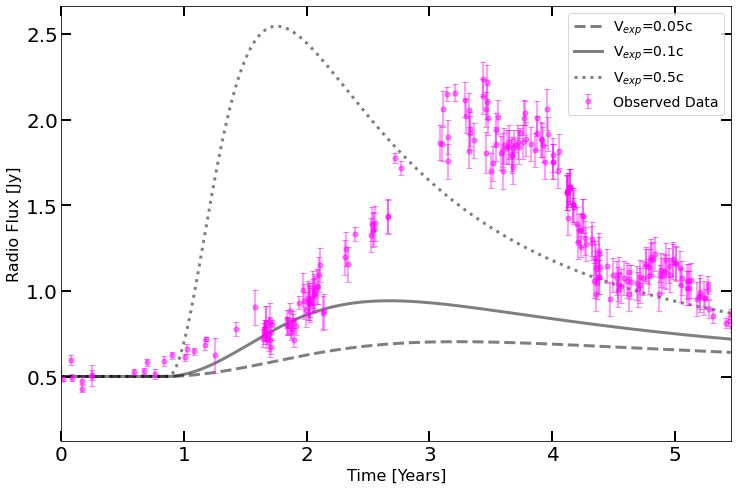 V_exp=0.05c
V_exp=0.1c
V_exp=0.5c
Observed Data
Radio Flux [Jy]
2.5
2.0
1.5
1.0
0.5
0 1 2 3 4 5
Time [Years]